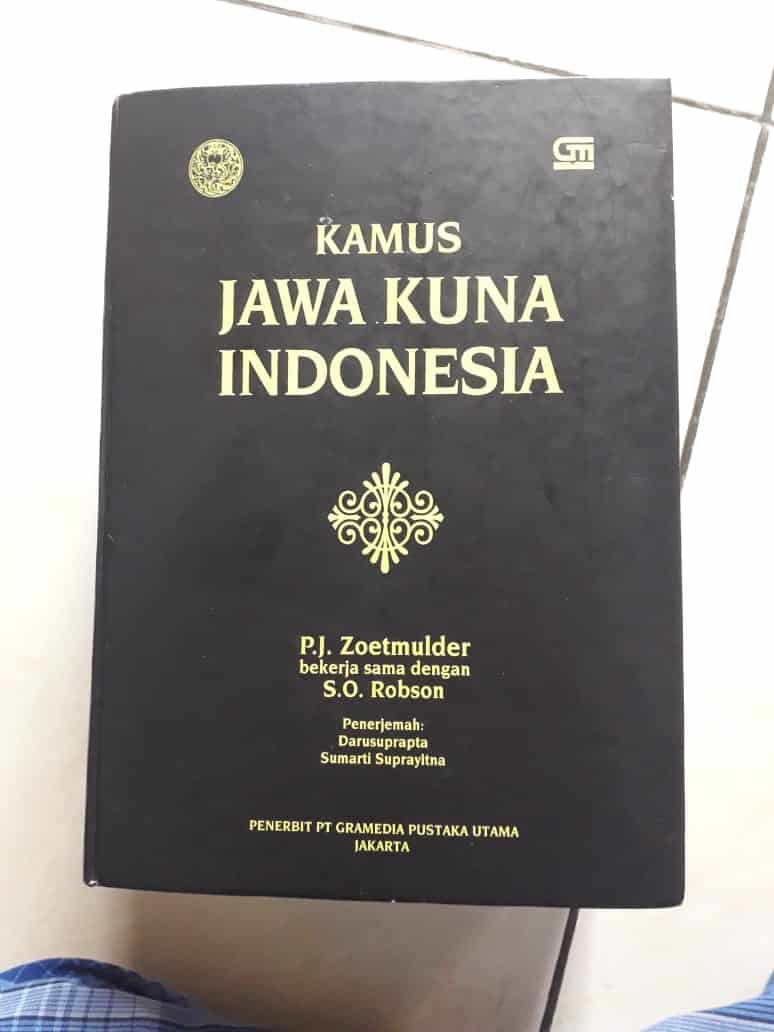 GM
KAMUS
JAWA KUNA
INDONESIA
P.J. Zoetmulder
bekerja sama dengan
S.O. Robson
Penerjemah:
Darusuprapta
Sumarti Suprayitna
PENERBIT PT GRAMEDIA PUSTAKA UTAMA
JAKARTA